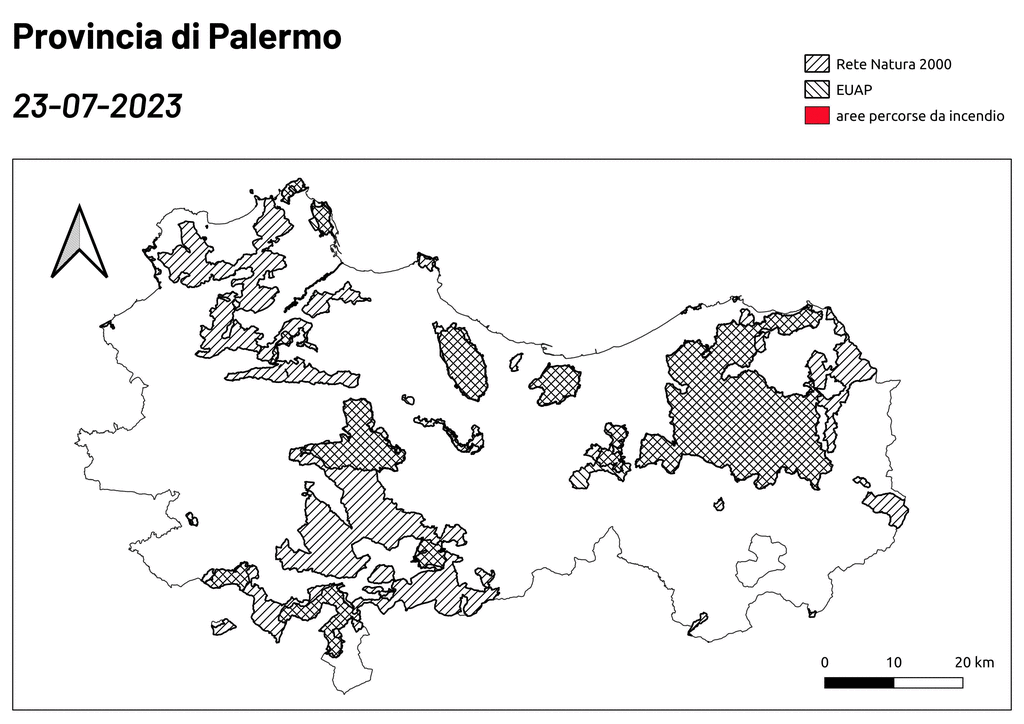 Provincia di Palermo
23-07-2023
Rete Natura 2000
EUAP
aree percorse da incendio
0 10 20 km